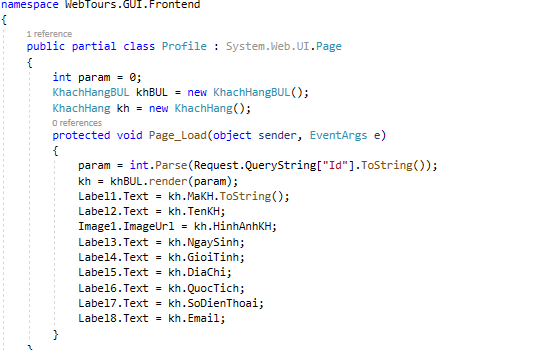 namespace WebTours.GUI.Frontend
{
1 reference
public partial class Profile : System.Web.UI.Page
{
int param = 0;
KhachHangBUL khBUL = new KhachHangBUL();
KhachHang kh = new KhachHang();
0 references
protected void Page_Load(object sender, EventArgs e)
{
param = int.Parse(Request.QueryString["Id"].ToString());
kh = khBUL.render(param);
Label1.Text = kh.MaKH.ToString();
Label2.Text = kh.TenKH;
Image1.ImageUrl = kh.HinhAnhKH;
Label3.Text = kh.NgaySinh;
Label4.Text = kh.GioiTinh;
Label5.Text = kh.DiaChi;
Label6.Text = kh.QuocTich;
Label7.Text = kh.SoDienThoai;
Label8.Text = kh.Email;
}
}